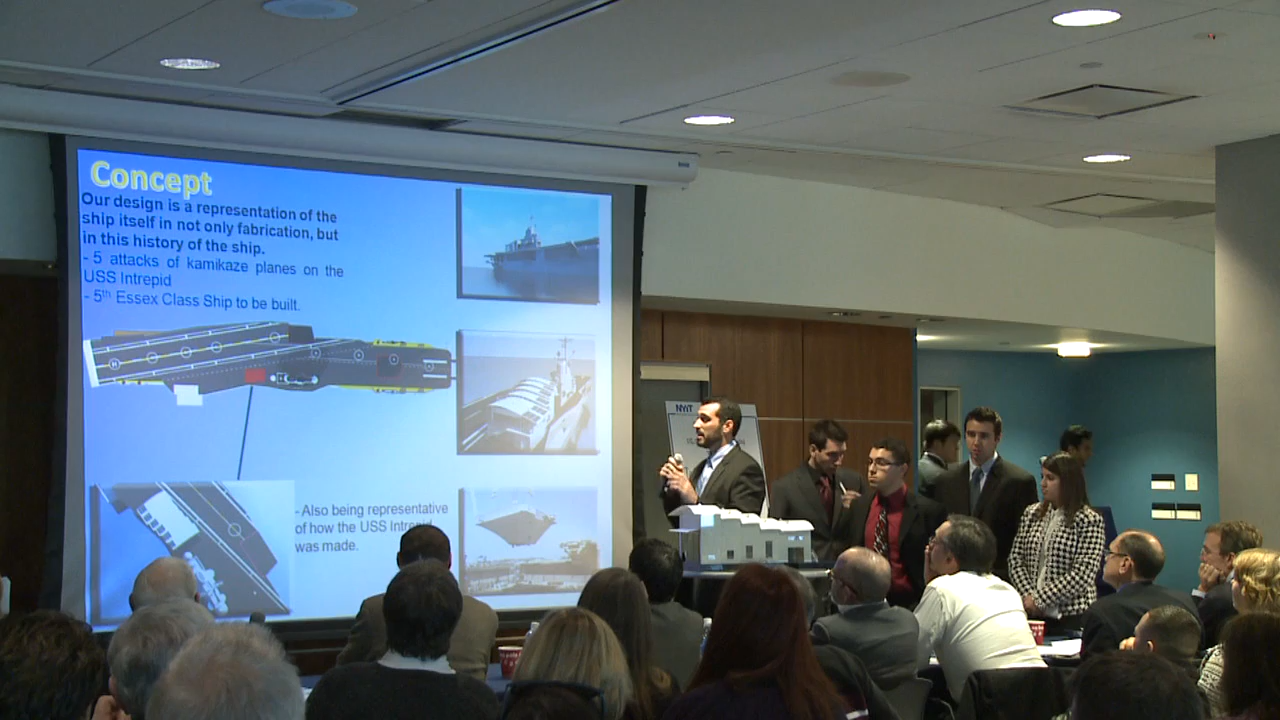 Concept
Our design is a representation of the
ship itself in not only fabrication, but
in this history of the ship.
- 5 attacks of kamikaze planes on the
USS Intrepid
- 5th Essex Class Ship to be built.
- Also being representative
of how the USS Intrepid
was made.
NYIT